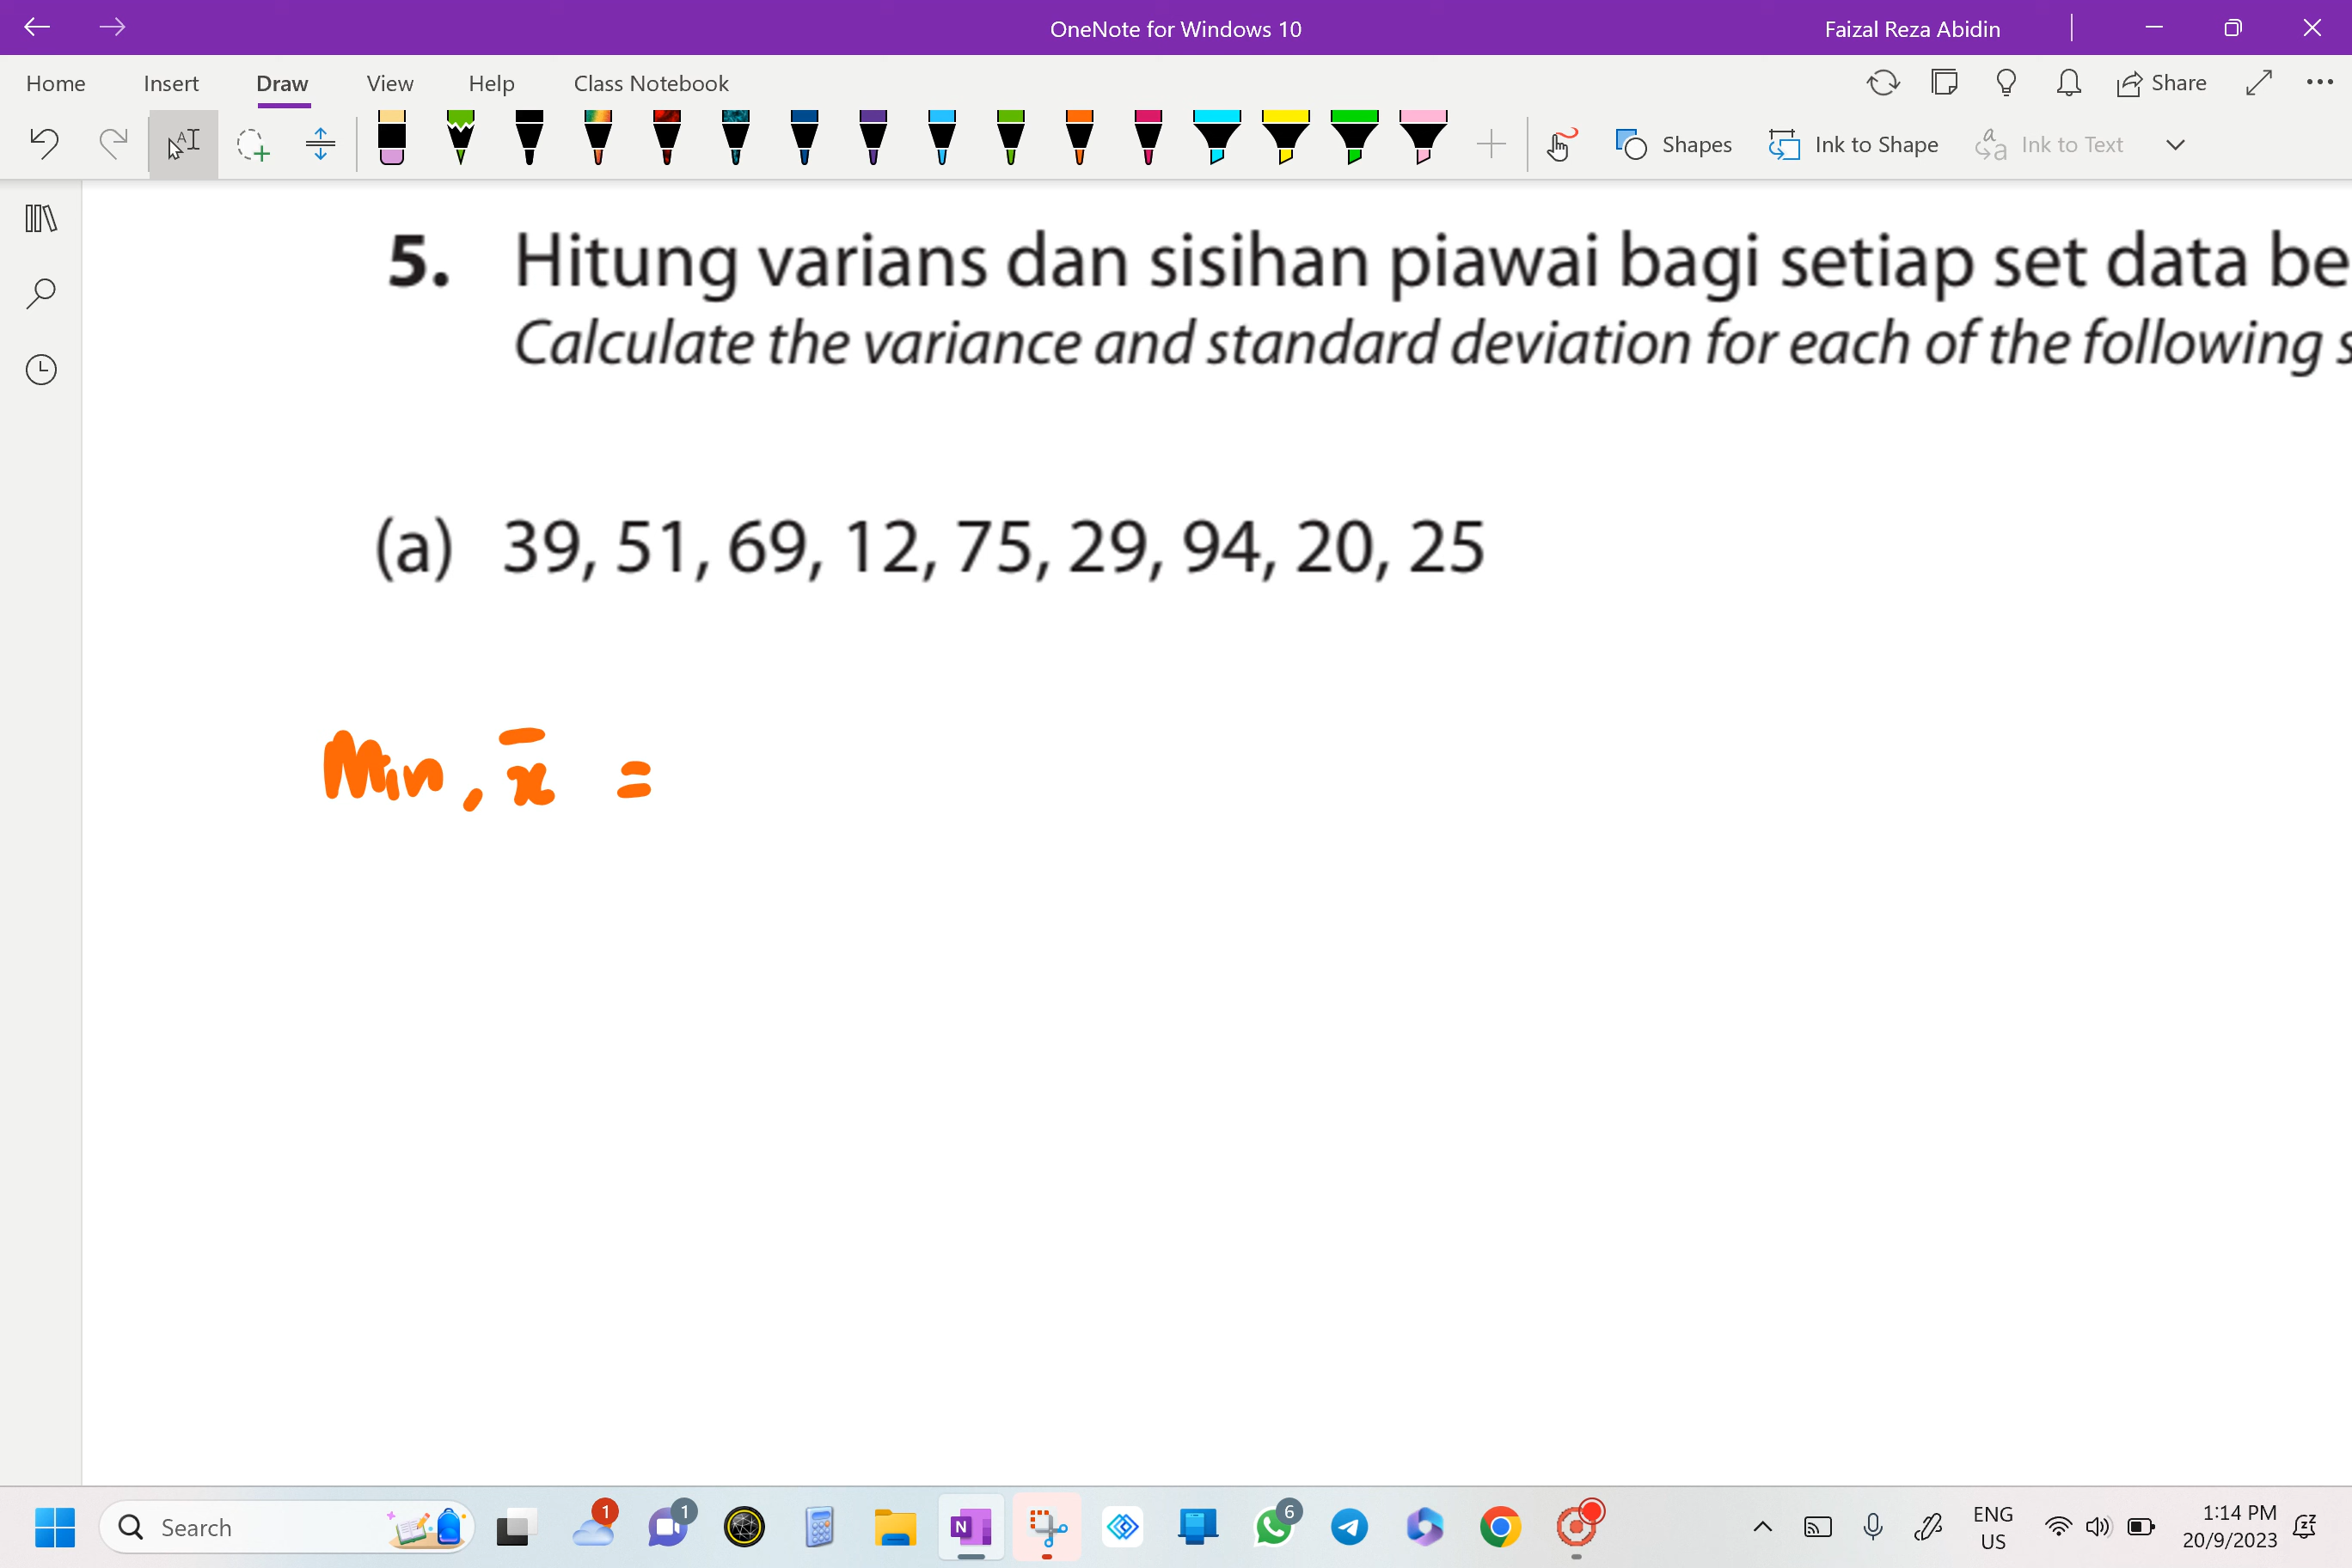 OneNote for Windows 10
Faizal Reza Abidin
Home Insert Draw View Help Class Notebook
Share
Shapes Ink to Shape Ink to Text
5. Hitung varians dan sisihan piawai bagi setiap set data be
Calculate the variance and standard deviation for each of the following s
(a) 39, 51, 69, 12, 75, 29, 94, 20, 25
Min, x̄ =
Search
1
1
N
6
ENG
US
1:14 PM
20/9/2023